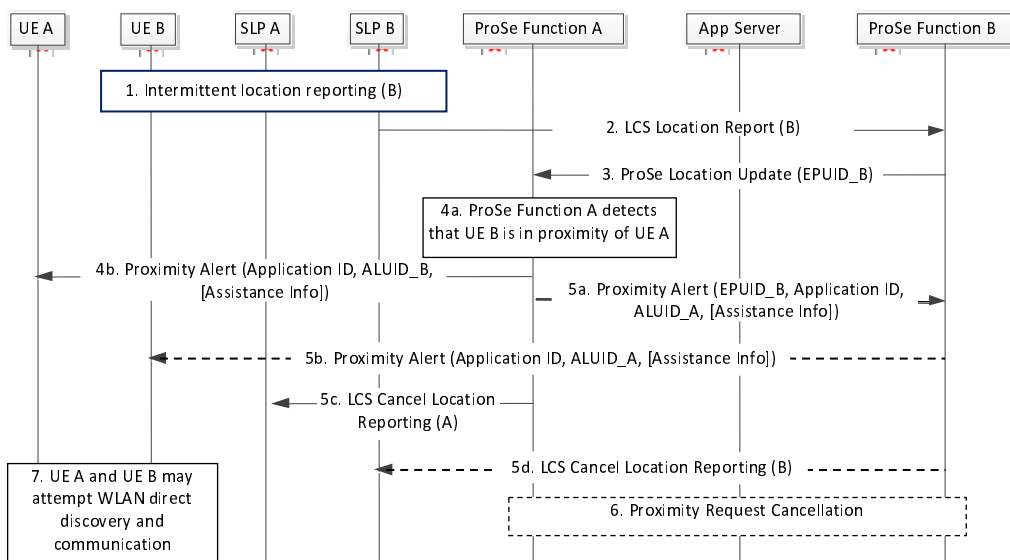 UE A
UE B
SLP A
SLP B
ProSe Function A
App Server
ProSe Function B
1. Intermittent location reporting (B)
2. LCS Location Report (B)
3. ProSe Location Update (EPUID_B)
4a. ProSe Function A detects
that UE B is in proximity of UE A
4b. Proximity Alert (Application ID, ALUID_B,
[Assistance Info])
5a. Proximity Alert (EPUID_B, Application ID,
ALUID_A, [Assistance Info])
5b. Proximity Alert (Application ID, ALUID_A, [Assistance Info])
5c. LCS Cancel Location
Reporting (A)
5d. LCS Cancel Location Reporting (B)
7. UE A and UE B may
attempt WLAN direct
discovery and
communication
6. Proximity Request Cancellation